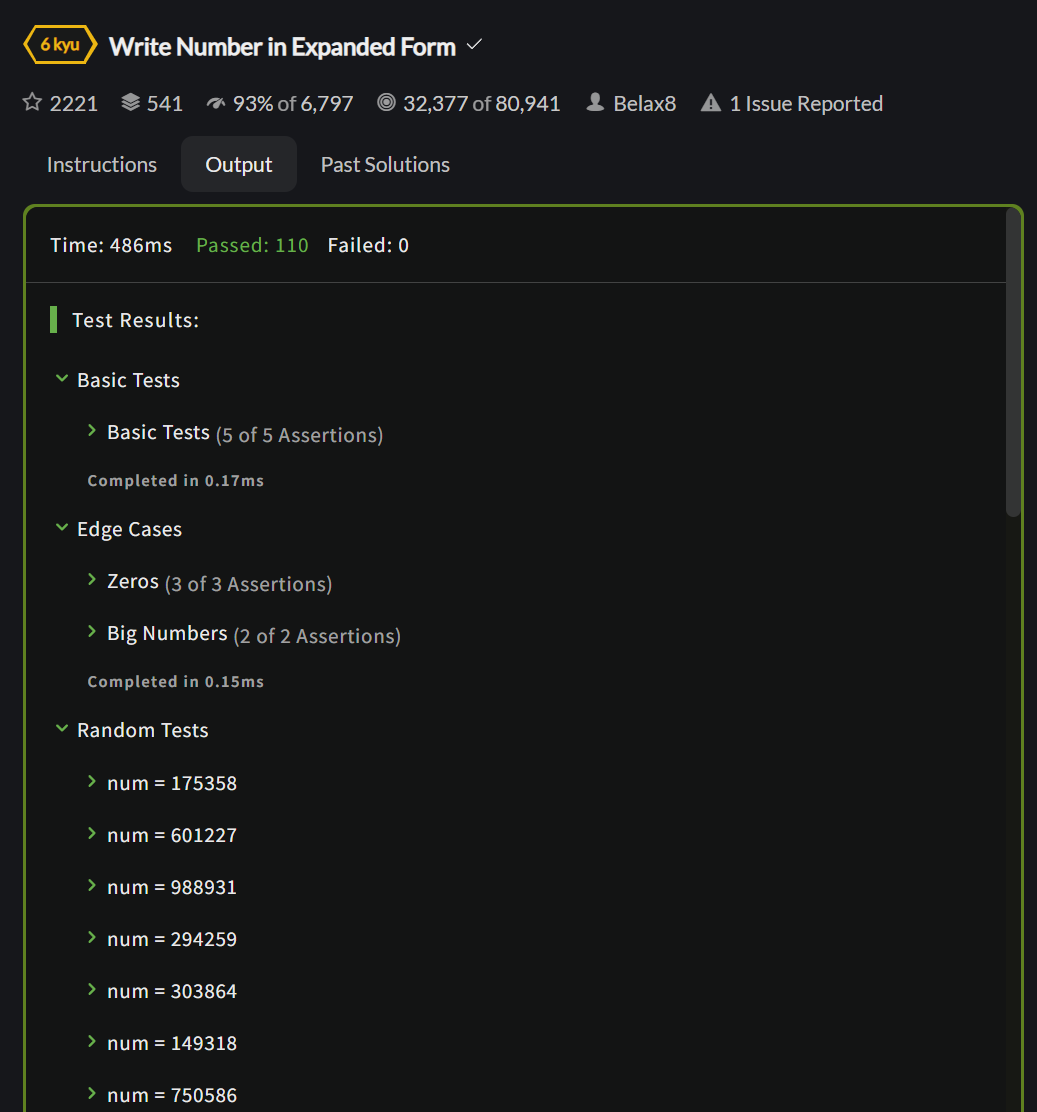 6 kyu Write Number in Expanded Form
2221 541 93% of 6,797 32,377 of 80,941 Belax8 1 Issue Reported
Instructions Output Past Solutions
Time: 486ms Passed: 110 Failed: 0
Test Results:
Basic Tests
Basic Tests (5 of 5 Assertions)
Completed in 0.17ms
Edge Cases
Zeros (3 of 3 Assertions)
Big Numbers (2 of 2 Assertions)
Completed in 0.15ms
Random Tests
num = 175358
num = 601227
num = 988931
num = 294259
num = 303864
num = 149318
num = 750586